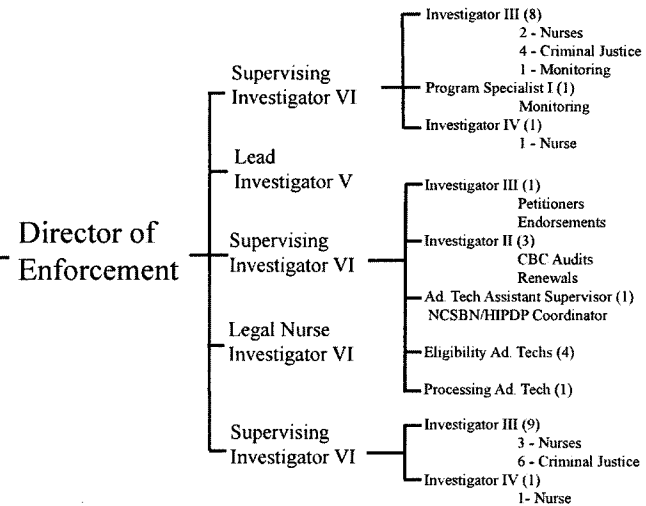 Director of
Enforcement
Supervising
Investigator VI
Investigator III (8)
2 - Nurses
4 - Criminal Justice
1 - Monitoring
Program Specialist I (1)
Monitoring
Investigator IV (1)
1 - Nurse
Lead
Investigator V
Supervising
Investigator VI
Investigator III (1)
Petitioners
Endorsements
Investigator II (3)
CBC Audits
Renewals
Ad. Tech Assistant Supervisor (1)
NCSBN/HIPDP Coordinator
Eligibility Ad. Techs (4)
Processing Ad. Tech (1)
Legal Nurse
Investigator VI
Supervising
Investigator VI
Investigator III (9)
3 - Nurses
6 - Criminal Justice
Investigator IV (1)
1- Nurse